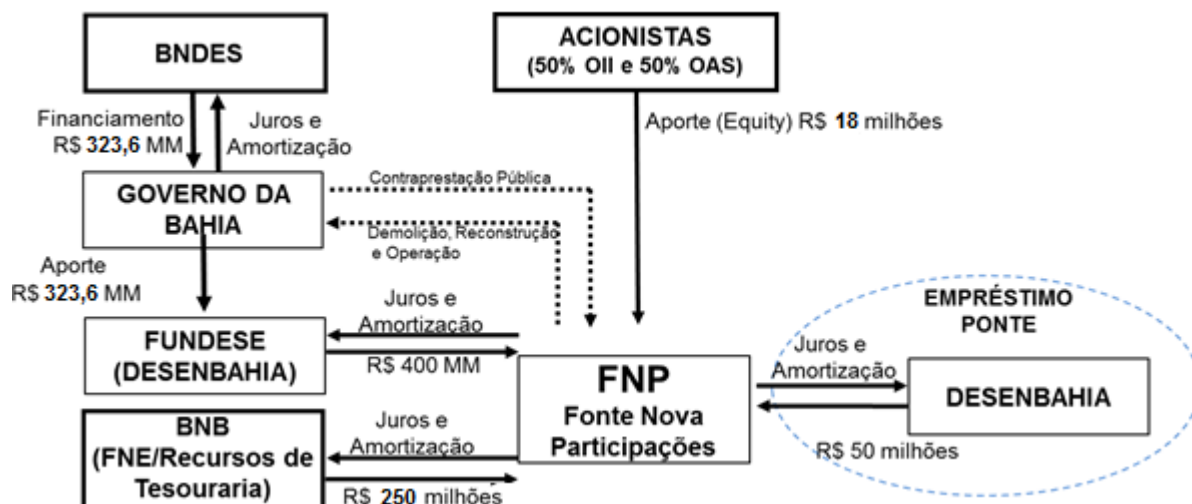 BNDES
ACIONISTAS
(50% OII e 50% OAS)
Financiamento
R$ 323,6 MM
Juros e
Amortização
Aporte (Equity) R$ 18 milhões
GOVERNO DA
BAHIA
Contraprestação Pública
Demolição, Reconstrução
e Operação
Aporte
R$ 323,6 MM
FUNDESE
(DESENBAHIA)
Juros e
Amortização
R$ 400 MM
FNP
Fonte Nova
Participações
EMPRÉSTIMO
PONTE
Juros e
Amortização
DESENBAHIA
R$ 50 milhões
BNB
(FNE/Recursos de
Tesouraria)
Juros e
Amortização
R$ 250 milhões